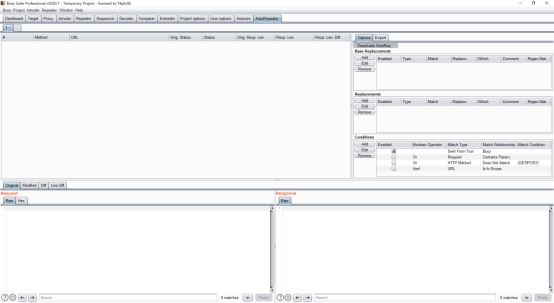 Burp Suite Professional v2020.7 - Temporary Project - licensed to
Burp Project Intruder Repeater Window Help
Dashboard Target Proxy Intruder Repeater Sequencer Decoder Comparer Extender Project options User options Autorize AutoRepeater
1
# Method URL Orig. Status Status Orig. Resp. Len. Resp. Len. Resp. Len. Diff
Options Export
Deactivate AutoRep...
Base Replacements
Add Enabled Type Match Replace Which Comment Regex Mat...
Edit
Remove
Replacements
Add Enabled Type Match Replace Which Comment Regex Mat...
Edit
Remove
Conditions
Add Enabled Boolean Operator Match Type Match Relationship Match Condition...
Edit Sent From Tool Burp
Remove Or Request Contains Param...
Or HTTP Method Does Not Match (GET|POST)
And URL Is In Scope
Original Modified Diff Line Diff
Request Response
Raw Hex Raw
? Search... 0 matches \n Pretty
? Search... 0 matches \n Pretty